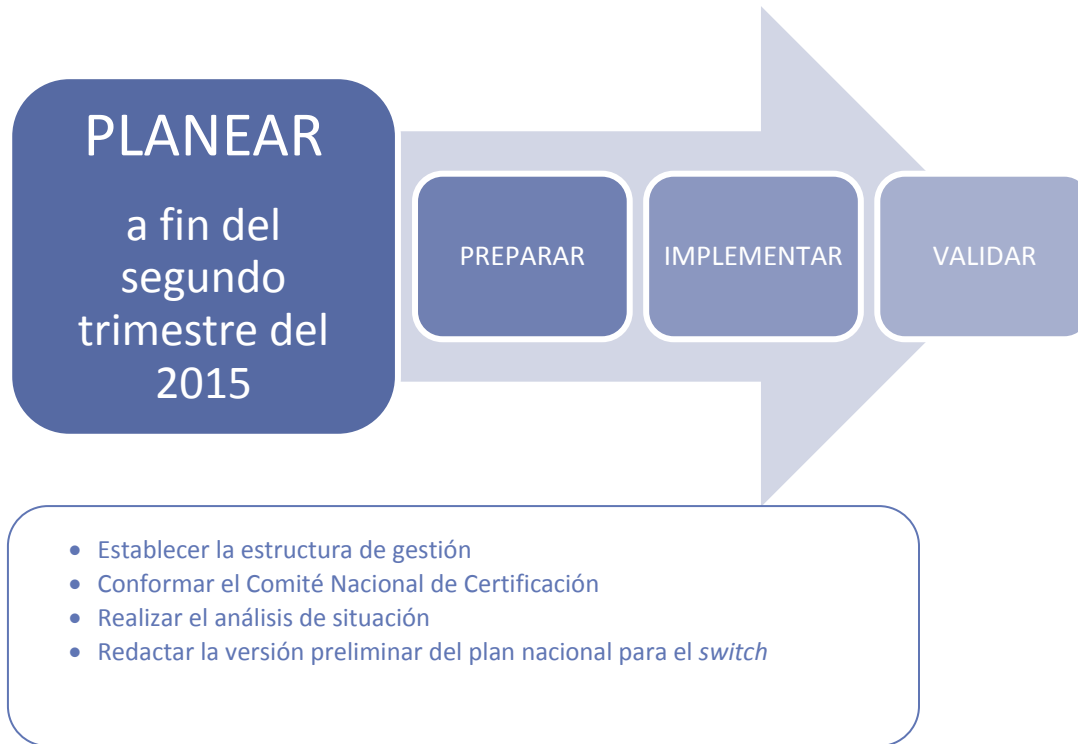 PLANEAR
a fin del
segundo
trimestre del
2015
PREPARAR
IMPLEMENTAR
VALIDAR
• Establecer la estructura de gestión
• Conformar el Comité Nacional de Certificación
• Realizar el análisis de situación
• Redactar la versión preliminar del plan nacional para el switch